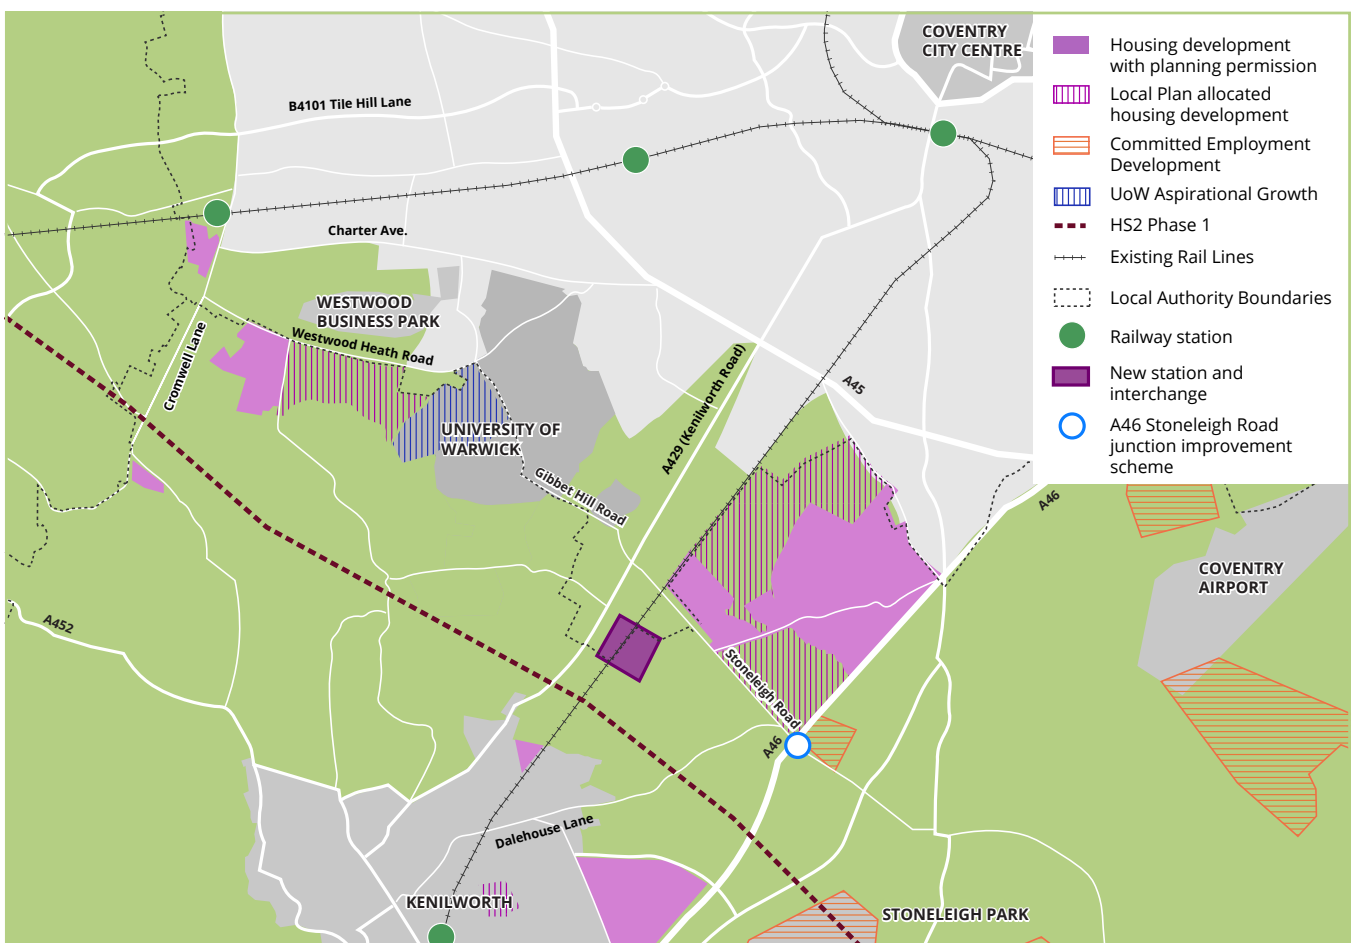 COVENTRY
CITY CENTRE
B4101 Tile Hill Lane
Charter Ave.
WESTWOOD
BUSINESS PARK
Westwood Heath Road
Cromwell Lane
A429 (Kenilworth Road)
A45
UNIVERSITY OF
WARWICK
Gibbet Hill Road
A46
COVENTRY
AIRPORT
A452
Stoneleigh Road
A46
Dalehouse Lane
KENILWORTH
STONELEIGH PARK
Housing development
with planning permission
Local Plan allocated
housing development
Committed Employment
Development
UoW Aspirational Growth
HS2 Phase 1
Existing Rail Lines
Local Authority Boundaries
Railway station
New station and
interchange
A46 Stoneleigh Road
junction improvement
scheme